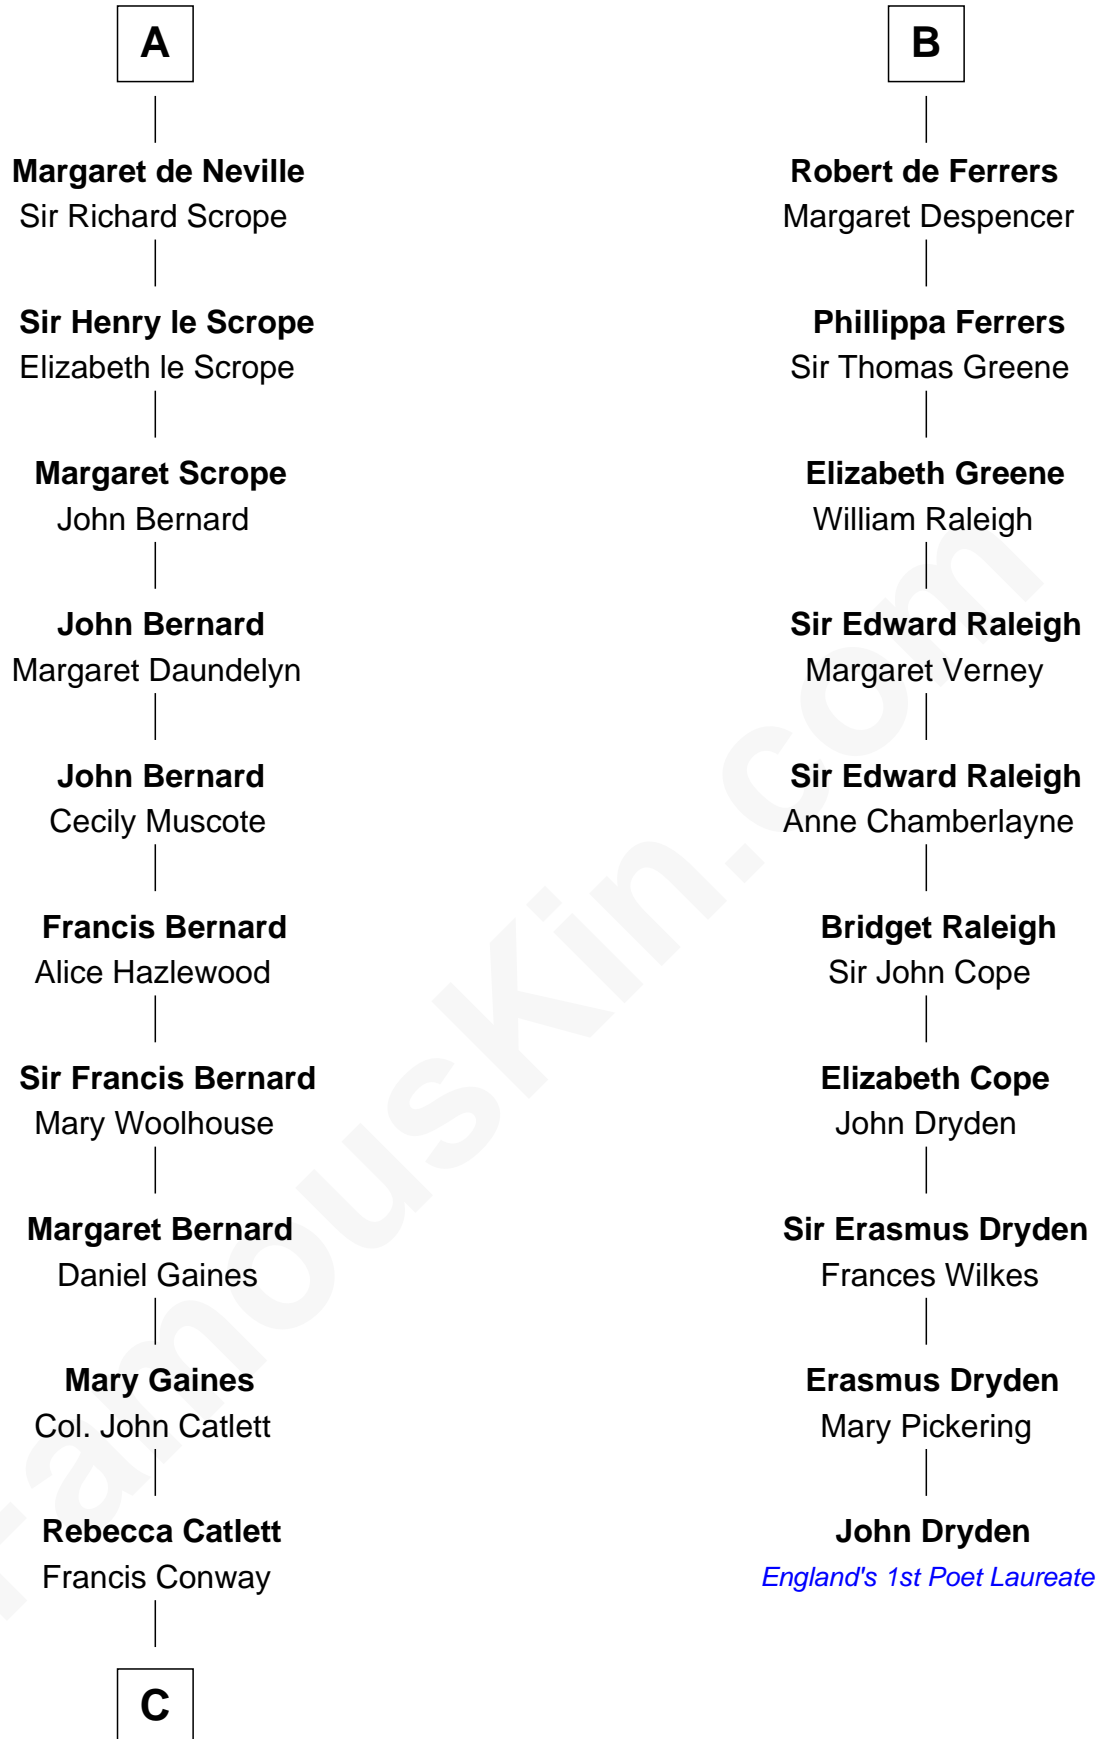 A
Margaret de Neville
Sir Richard Scrope
Sir Henry le Scrope
Elizabeth le Scrope
Margaret Scrope
John Bernard
John Bernard
Margaret Daundelyn
John Bernard
Cecily Muscote
Francis Bernard
Alice Hazlewood
Sir Francis Bernard
Mary Woolhouse
Margaret Bernard
Daniel Gaines
Mary Gaines
Col. John Catlett
Rebecca Catlett
Francis Conway
C
B
Robert de Ferrers
Margaret Despencer
Phillippa Ferrers
Sir Thomas Greene
Elizabeth Greene
William Raleigh
Sir Edward Raleigh
Margaret Verney
Sir Edward Raleigh
Anne Chamberlayne
Bridget Raleigh
Sir John Cope
Elizabeth Cope
John Dryden
Sir Erasmus Dryden
Frances Wilkes
Erasmus Dryden
Mary Pickering
John Dryden
England's 1st Poet Laureate
FamousKin.com